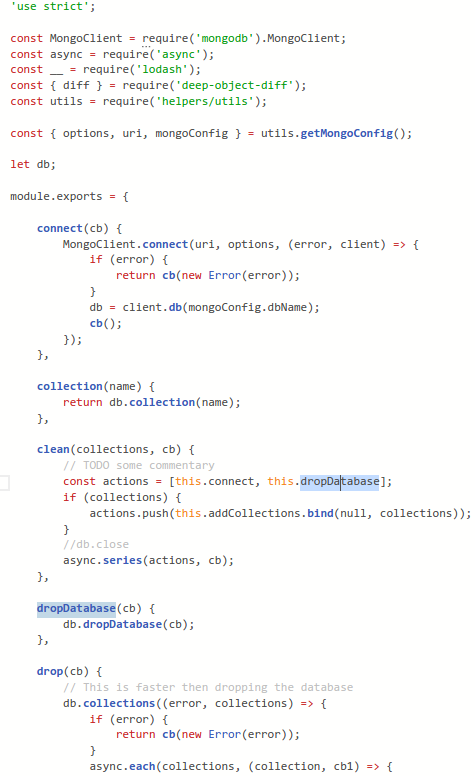 'use strict';
const MongoClient = require('mongodb').MongoClient;
const async = require('async');
const __ = require('lodash');
const { diff } = require('deep-object-diff');
const utils = require('helpers/utils');
const { options, uri, mongoConfig } = utils.getMongoConfig();
let db;
module.exports = {
    connect(cb) {
        MongoClient.connect(uri, options, (error, client) => {
            if (error) {
                return cb(new Error(error));
            }
            db = client.db(mongoConfig.dbName);
            cb();
        });
    },
    collection(name) {
        return db.collection(name);
    },
    clean(collections, cb) {
        // TODO some commentary
        const actions = [this.connect, this.dropDatabase];
        if (collections) {
            actions.push(this.addCollections.bind(null, collections));
        }
        //db.close
        async.series(actions, cb);
    },
    dropDatabase(cb) {
        db.dropDatabase(cb);
    },
    drop(cb) {
        // This is faster then dropping the database
        db.collections((error, collections) => {
            if (error) {
                return cb(new Error(error));
            }
            async.each(collections, (collection, cb1) => {